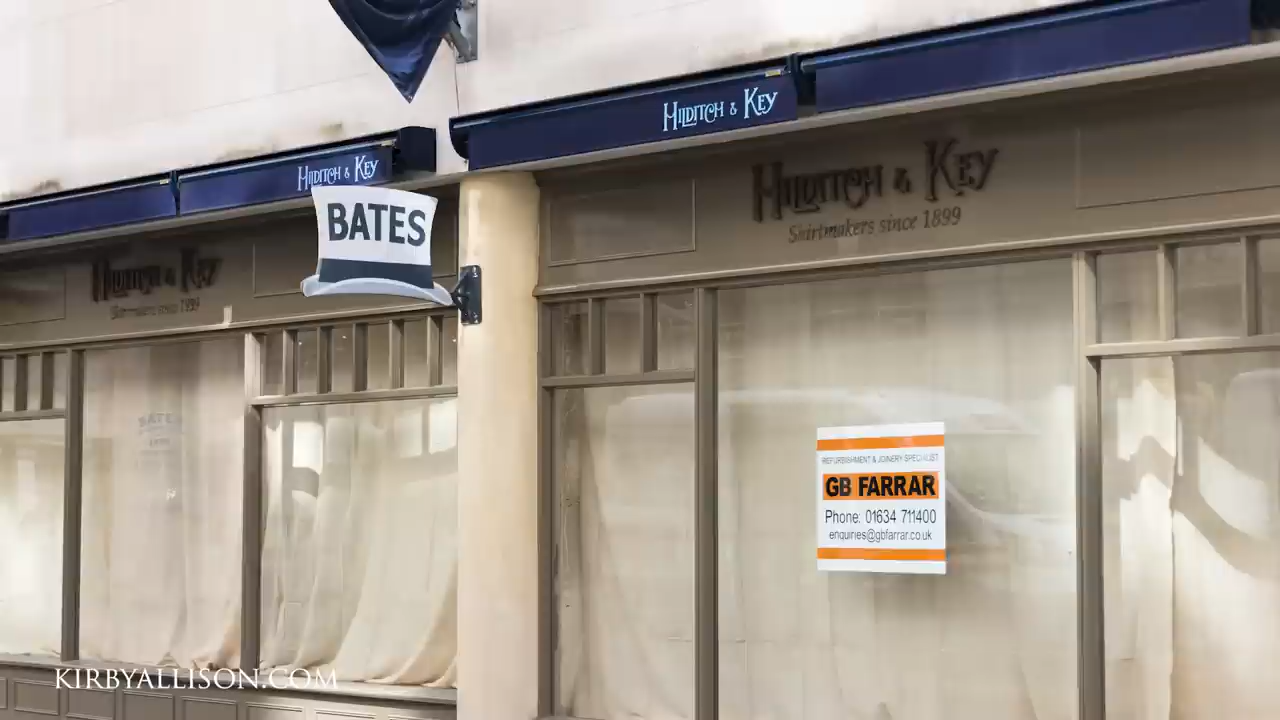 HILDITCH & KEY
HILDITCH & KEY
Shirtmakers since 1899
HILDITCH & KEY
BATES
HILDITCH & KEY
Shirtmakers since 1899
BATES
REFURBISHMENT & JOINERY SPECIALIST
GB FARRAR
Phone: 01634 711400
enquiries@gbfarrar.co.uk
KIRBYALLISON.COM